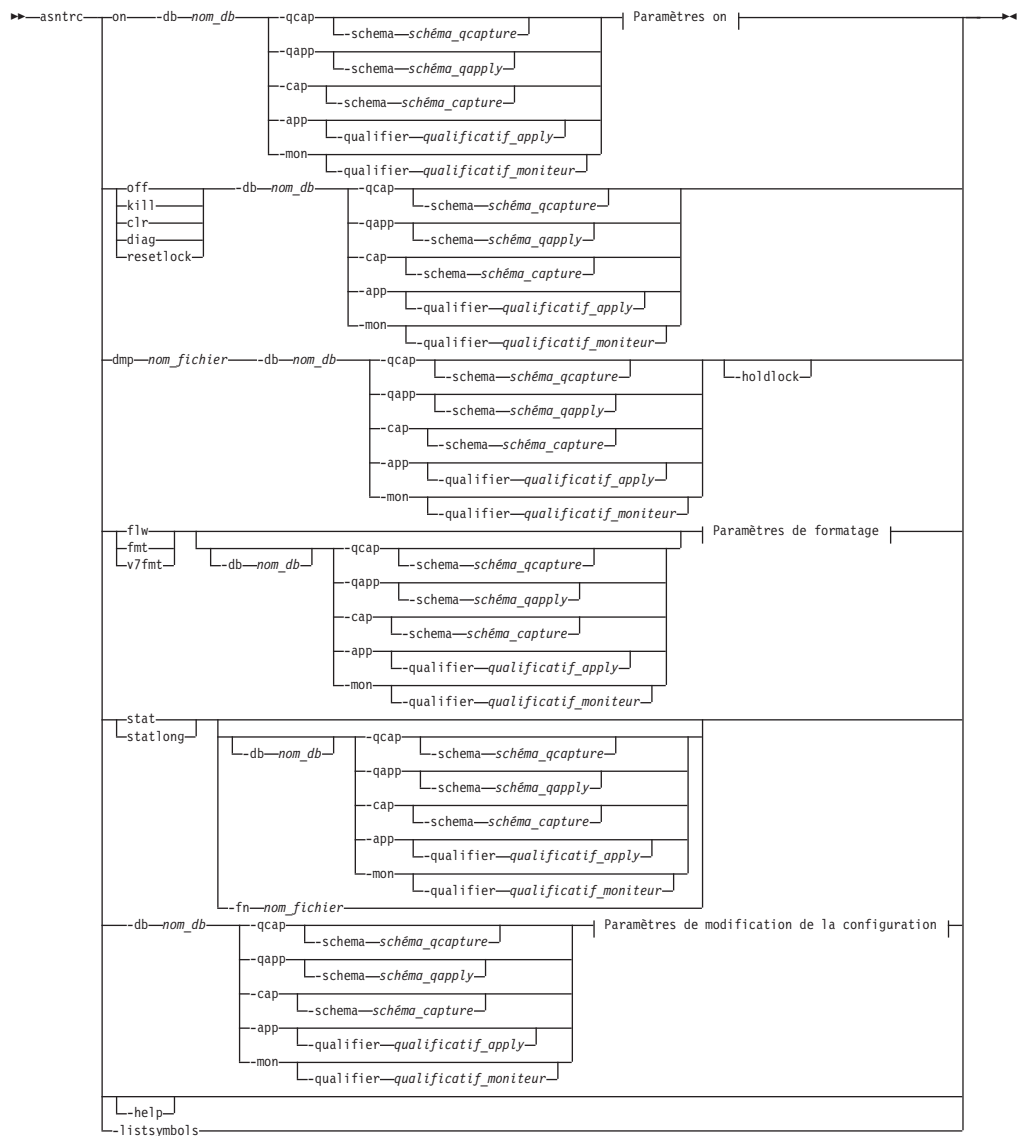 asntrc on -db nom_db -qcap Paramètres on
-schema schéma_qcapture
-qapp
-schema schéma_qapply
-cap
-schema schéma_capture
-app
-qualifier qualificatif_apply
-mon
-qualifier qualificatif_moniteur
off -db nom_db -qcap
kill -schema schéma_qcapture
clr -qapp
diag -schema schéma_qapply
resetlock -cap
-schema schéma_capture
-app
-qualifier qualificatif_apply
-mon
-qualifier qualificatif_moniteur
dmp nom_fichier -db nom_db -qcap
-schema schéma_qcapture -holdlock
-qapp
-schema schéma_qapply
-cap
-schema schéma_capture
-app
-qualifier qualificatif_apply
-mon
-qualifier qualificatif_moniteur
flw Paramètres de formatage
fmt -qcap
v7fmt -db nom_db -schema schéma_qcapture
-qapp
-schema schéma_qapply
-cap
-schema schéma_capture
-app
-qualifier qualificatif_apply
-mon
-qualifier qualificatif_moniteur
stat
statlong -qcap
-db nom_db -schema schéma_qcapture
-qapp
-schema schéma_qapply
-cap
-schema schéma_capture
-app
-qualifier qualificatif_apply
-mon
-qualifier qualificatif_moniteur
-fn nom_fichier
-db nom_db -qcap Paramètres de modification de la configuration
-schema schéma_qcapture
-qapp
-schema schéma_qapply
-cap
-schema schéma_capture
-app
-qualifier qualificatif_apply
-mon
-qualifier qualificatif_moniteur
-help
-listsymbols